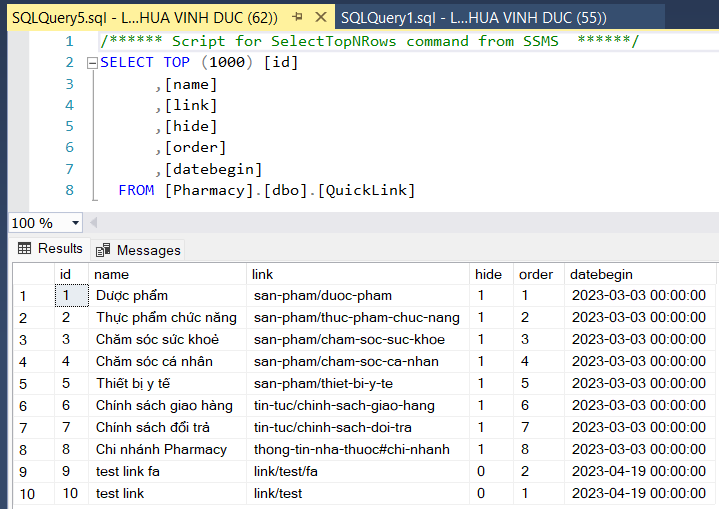 SQLQuery5.sql - L...HUA VINH DUC (62)) SQLQuery1.sql - L...HUA VINH DUC (55))
1 /****** Script for SelectTopNRows command from SSMS ******/
2 SELECT TOP (1000) [id]
3 ,[name]
4 ,[link]
5 ,[hide]
6 ,[order]
7 ,[datebegin]
8 FROM [Pharmacy].[dbo].[QuickLink]
100 %
Results Messages
id name link hide order datebegin
1 1 Dược phẩm san-pham/duoc-pham 1 1 2023-03-03 00:00:00
2 2 Thực phẩm chức năng san-pham/thuc-pham-chuc-nang 1 2 2023-03-03 00:00:00
3 3 Chăm sóc sức khoẻ san-pham/cham-soc-suc-khoe 1 3 2023-03-03 00:00:00
4 4 Chăm sóc cá nhân san-pham/cham-soc-ca-nhan 1 4 2023-03-03 00:00:00
5 5 Thiết bị y tế san-pham/thiet-bi-y-te 1 5 2023-03-03 00:00:00
6 6 Chính sách giao hàng tin-tuc/chinh-sach-giao-hang 1 6 2023-03-03 00:00:00
7 7 Chính sách đổi trả tin-tuc/chinh-sach-doi-tra 1 7 2023-03-03 00:00:00
8 8 Chi nhánh Pharmacy thong-tin-nha-thuoc#chi-nhanh 1 8 2023-03-03 00:00:00
9 9 test link fa link/test/fa 0 2 2023-04-19 00:00:00
10 10 test link link/test 0 1 2023-04-19 00:00:00